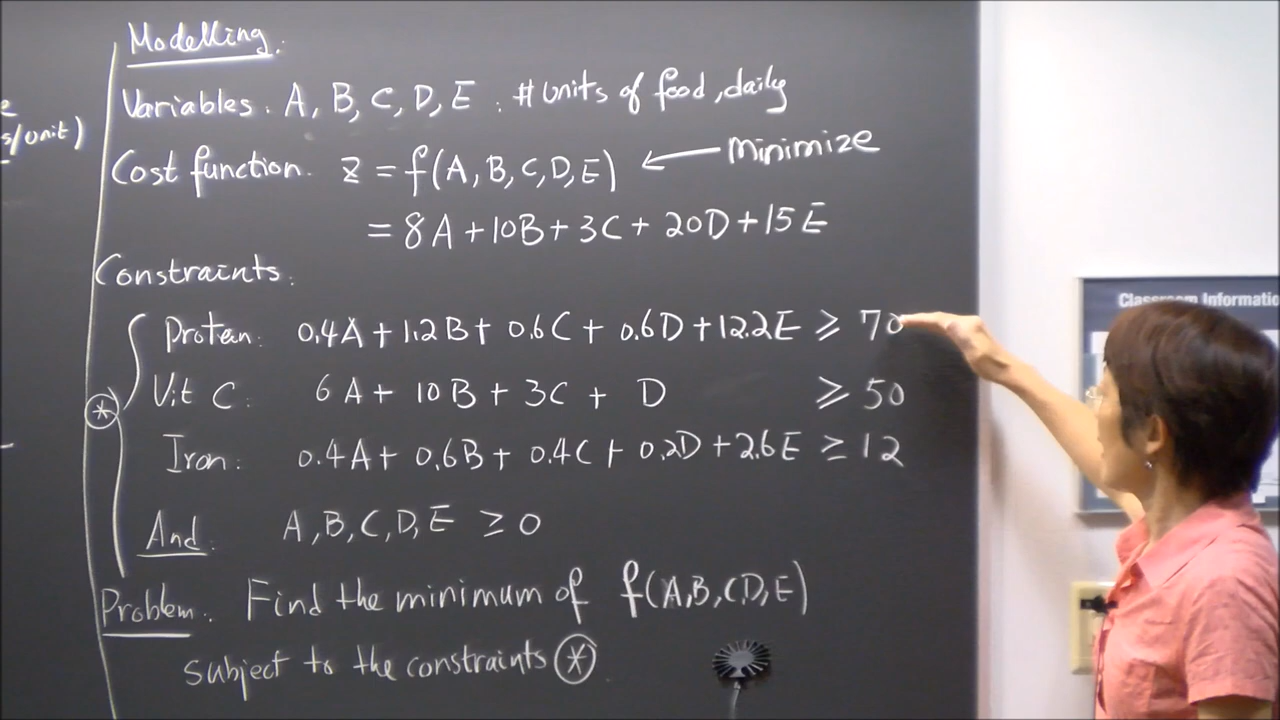 Modelling.
Variables: A, B, C, D, E : # units of food, daily
s/unit)
Cost function. z = f(A, B, C, D, E) ← Minimize
= 8A + 10B + 3C + 20D + 15E
Constraints:
Classroom Informatio
Protein: 0.4A + 1.2B + 0.6C + 0.6D + 12.2E ≥ 70
Vit C: 6A + 10B + 3C + D ≥ 50
(*)
Iron: 0.4A + 0.6B + 0.4C + 0.2D + 2.6E ≥ 12
And: A, B, C, D, E ≥ 0
Problem: Find the minimum of f(A,B,C,D,E)
subject to the constraints (*).